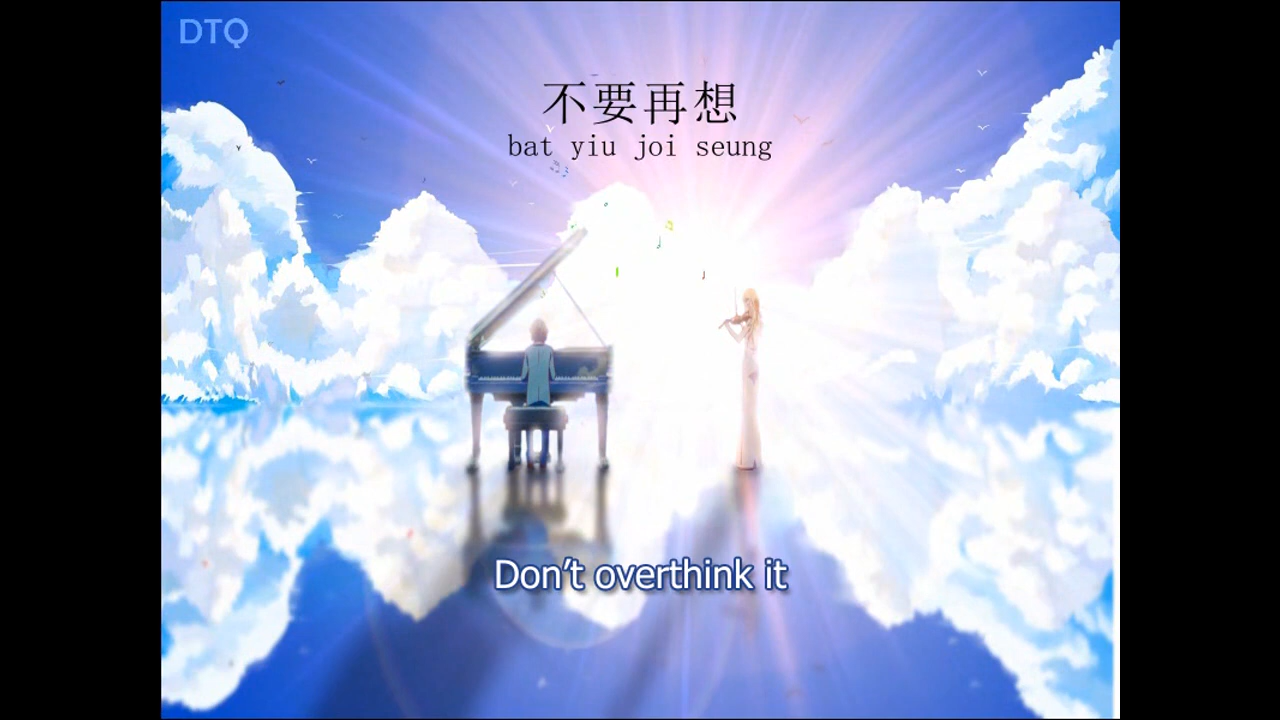 DTQ
不要再想
bat yiu joi seung
Don't overthink it